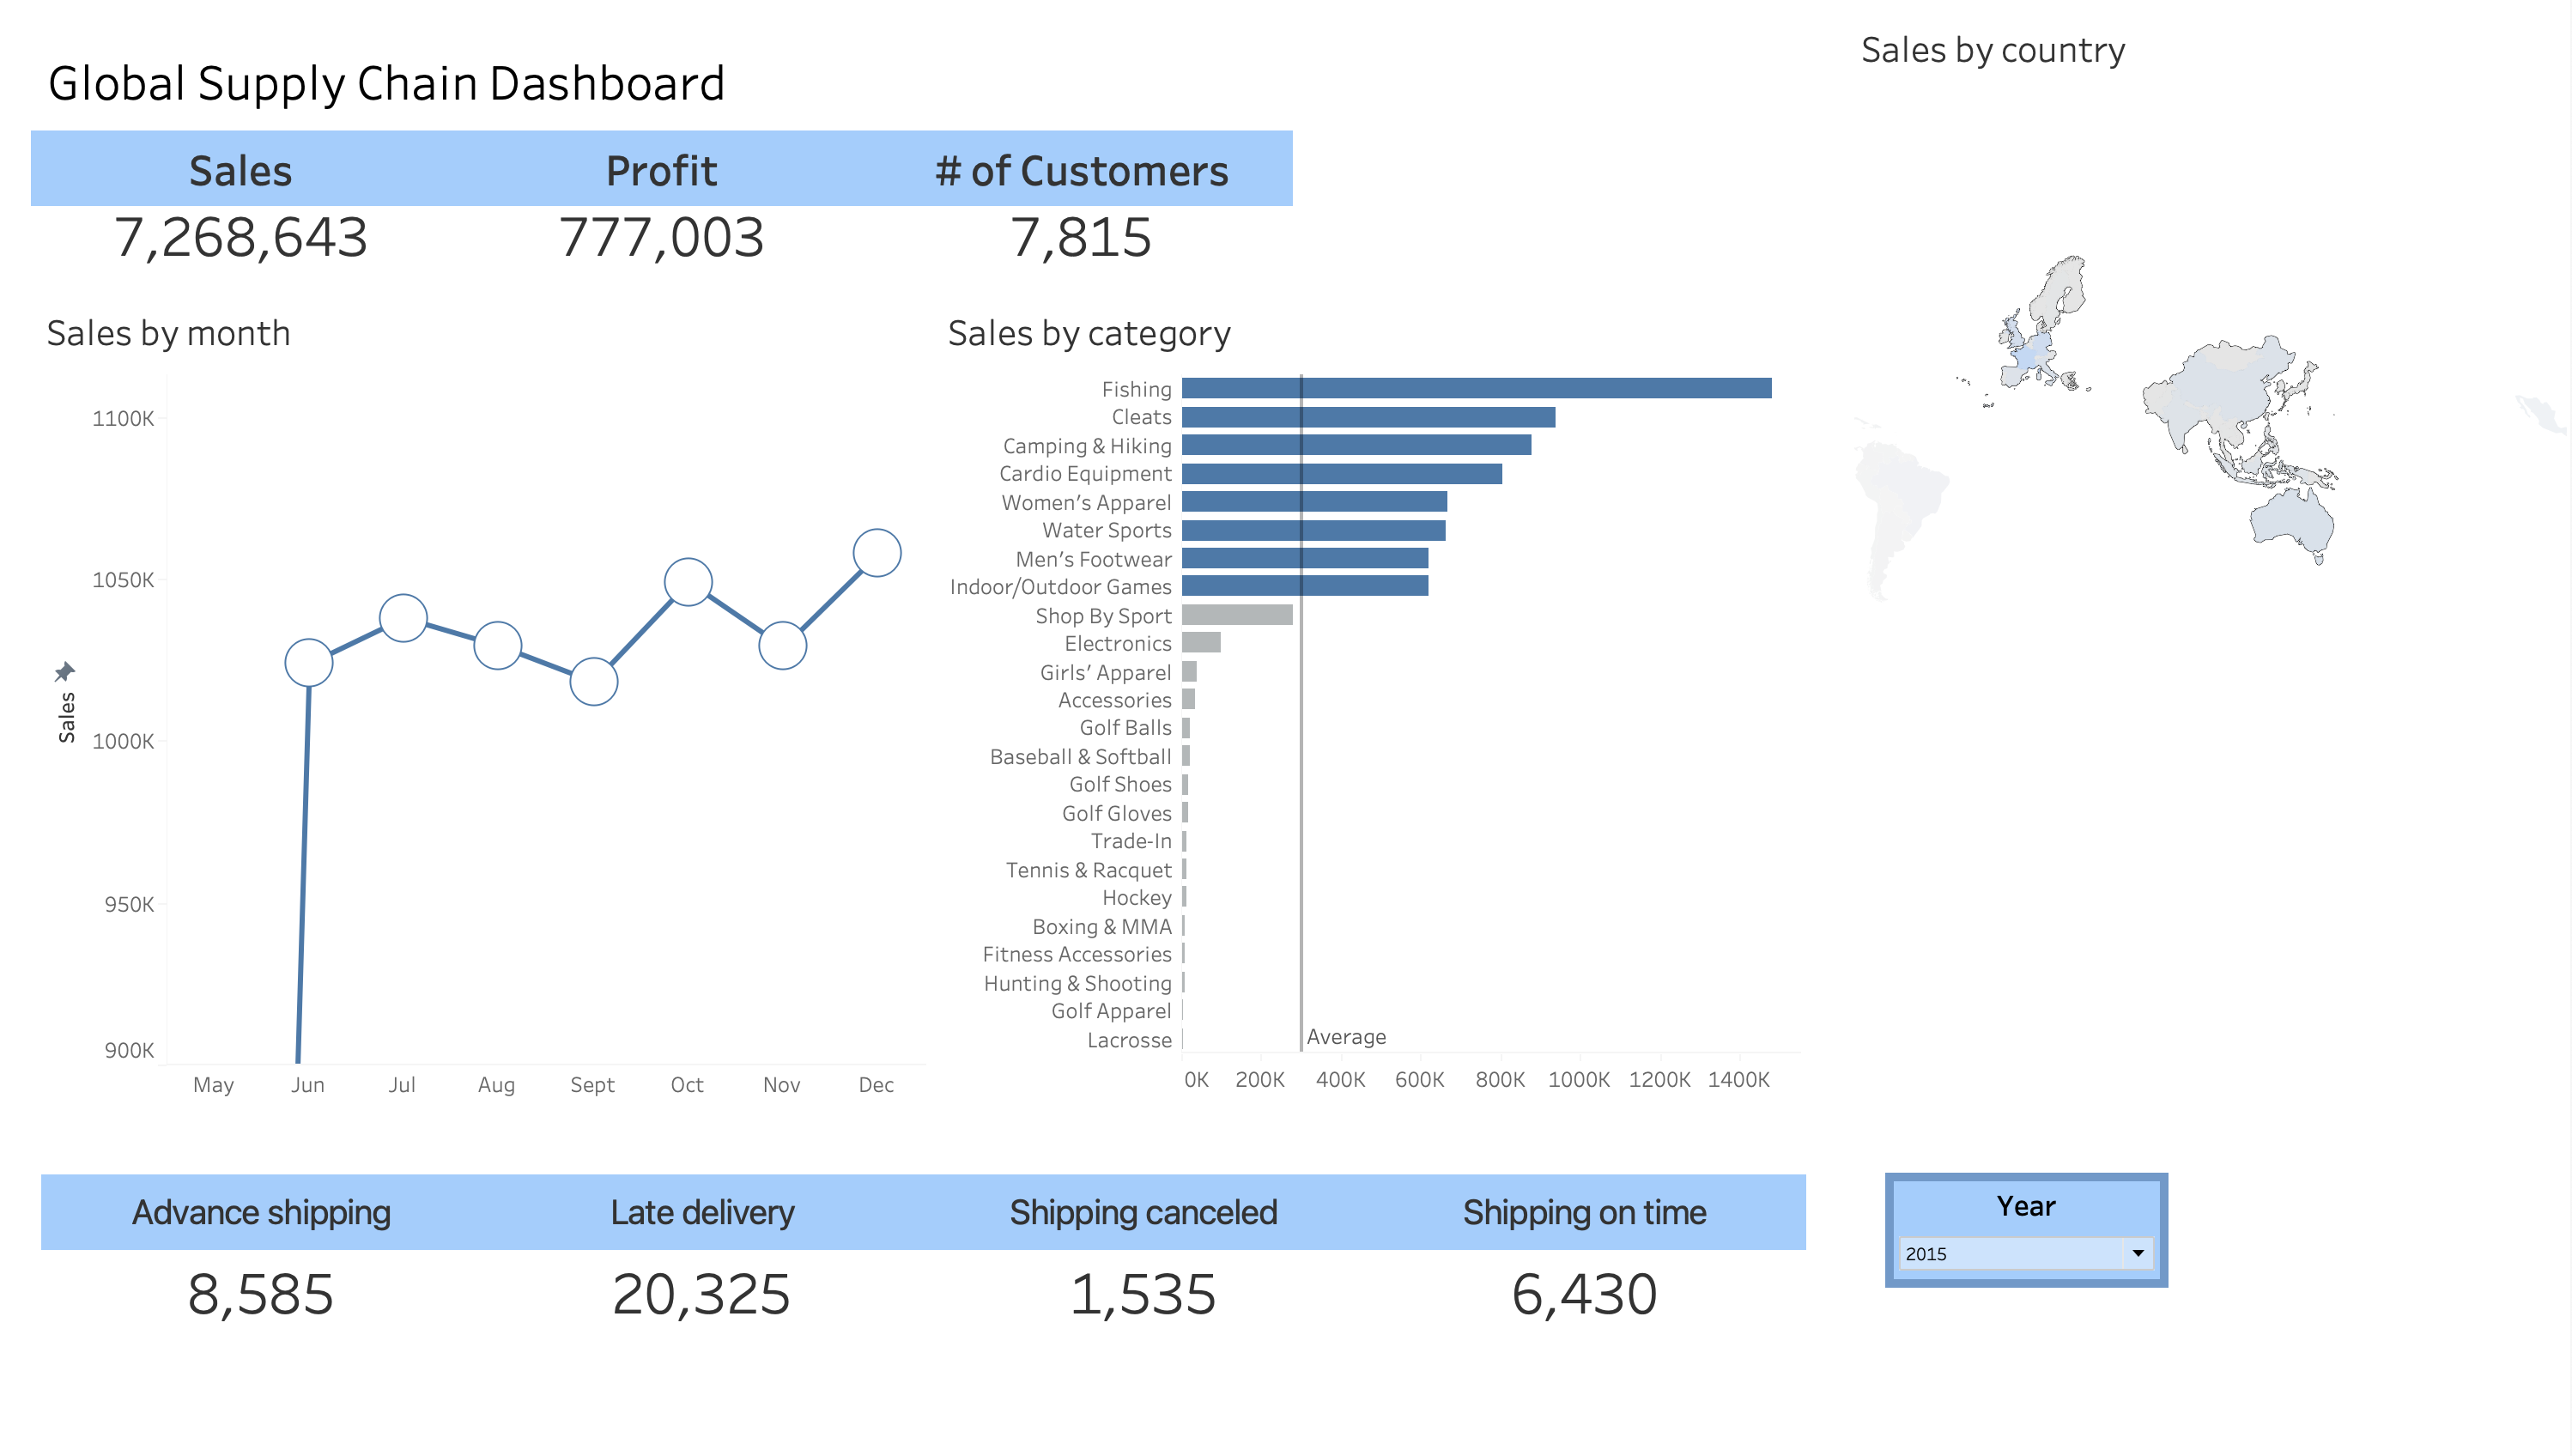 Global Supply Chain Dashboard
Sales Profit # of Customers
7,268,643 777,003 7,815
Sales by month
1100K
1050K
1000K
950K
900K
Sales
May Jun Jul Aug Sept Oct Nov Dec
Sales by category
Fishing
Cleats
Camping & Hiking
Cardio Equipment
Women’s Apparel
Water Sports
Men’s Footwear
Indoor/Outdoor Games
Shop By Sport
Electronics
Girls’ Apparel
Accessories
Golf Balls
Baseball & Softball
Golf Shoes
Golf Gloves
Trade-In
Tennis & Racquet
Hockey
Boxing & MMA
Fitness Accessories
Hunting & Shooting
Golf Apparel
Lacrosse
Average
0K 200K 400K 600K 800K 1000K 1200K 1400K
Sales by country
Advance shipping Late delivery Shipping canceled Shipping on time
8,585 20,325 1,535 6,430
Year
2015